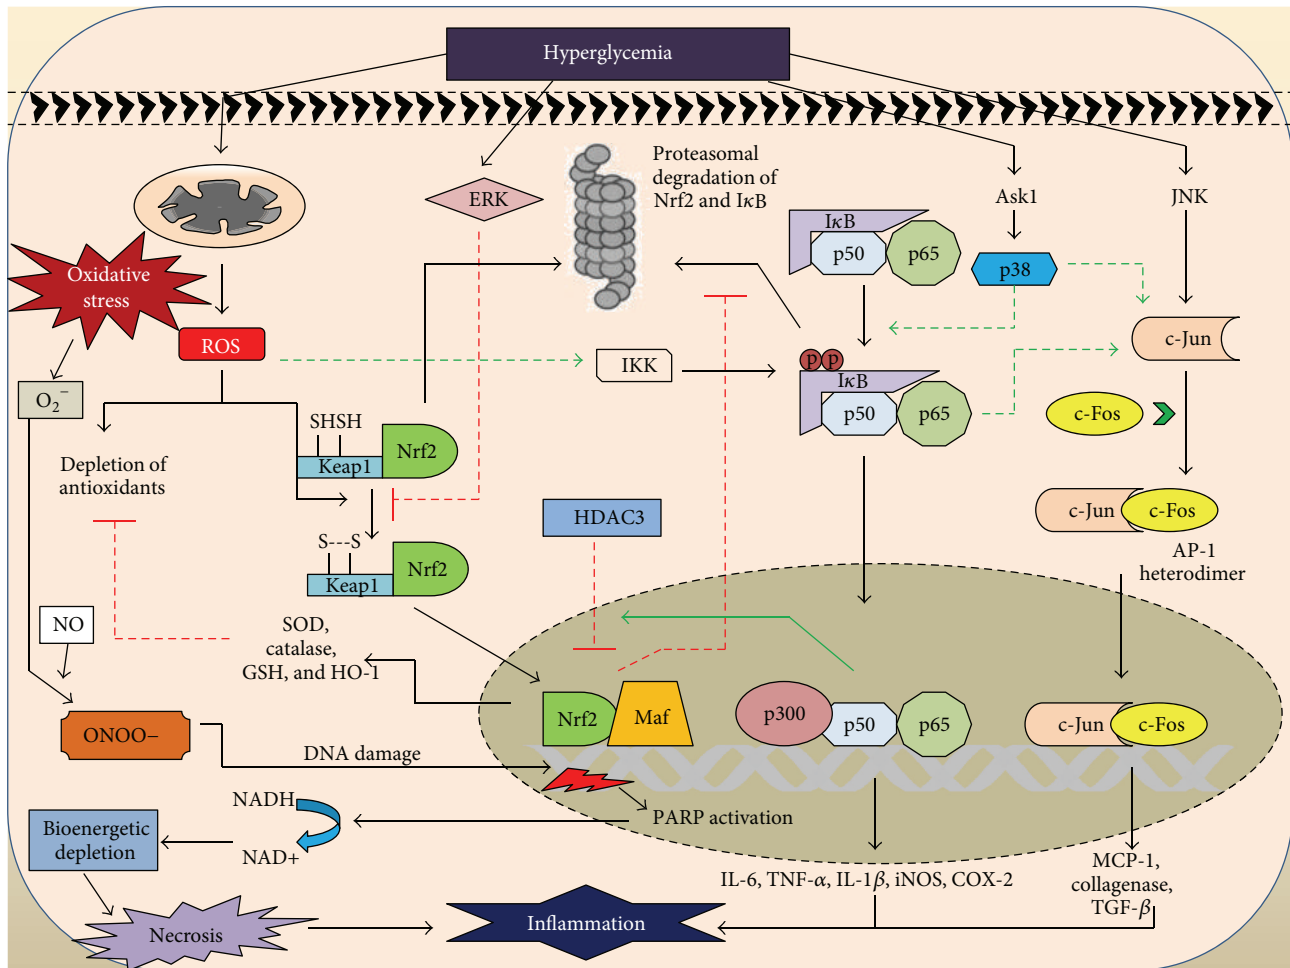 Hyperglycemia
Proteasomal
degradation of
Nrf2 and IκB
ERK
Ask1
JNK
IκB
p50
p65
p38
Oxidative
stress
ROS
IKK
c-Jun
P P
IκB
p50
p65
O₂⁻
c-Fos
SHSH
Nrf2
Keap1
Depletion of
antioxidants
HDAC3
c-Jun
c-Fos
S---S
Nrf2
Keap1
AP-1
heterodimer
NO
SOD,
catalase,
GSH, and HO-1
Nrf2
Maf
p300
p50
p65
c-Jun
c-Fos
ONOO−
DNA damage
NADH
PARP activation
Bioenergetic
depletion
NAD+
IL-6, TNF-α, IL-1β, iNOS, COX-2
MCP-1,
collagenase,
TGF-β
Necrosis
Inflammation